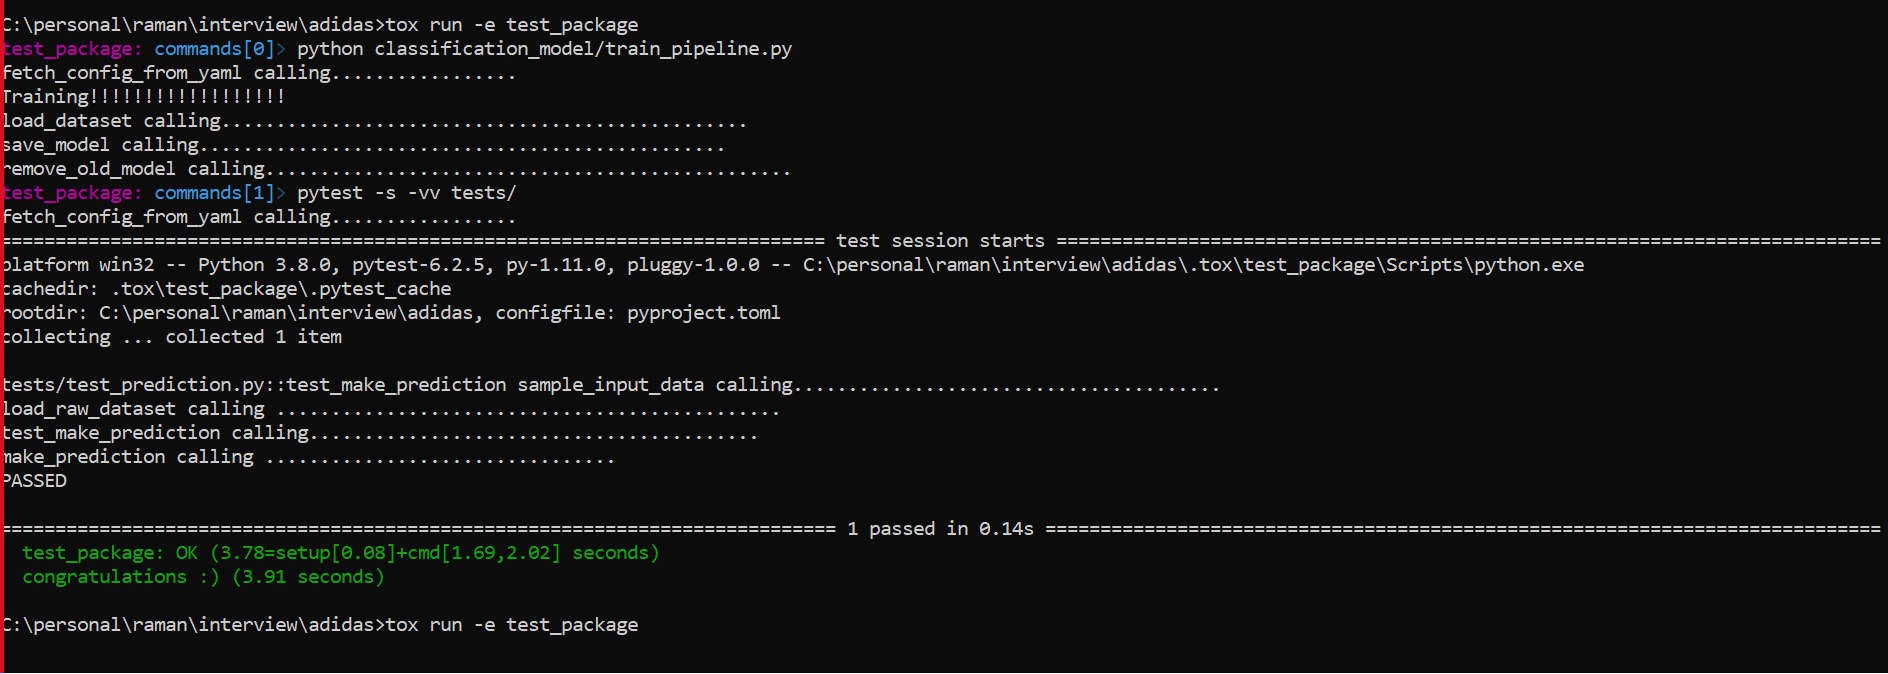 C:\personal\raman\interview\adidas>tox run -e test_package
test_package: commands[0]> python classification_model/train_pipeline.py
fetch_config_from_yaml calling.................
Training!!!!!!!!!!!!!!!!!!
load_dataset calling................................................
save_model calling................................................
remove_old_model calling................................................
test_package: commands[1]> pytest -s -vv tests/
fetch_config_from_yaml calling.................
=========================================================================== test session starts ===========================================================================
platform win32 -- Python 3.8.0, pytest-6.2.5, py-1.11.0, pluggy-1.0.0 -- C:\personal\raman\interview\adidas\.tox\test_package\Scripts\python.exe
cachedir: .tox\test_package\.pytest_cache
rootdir: C:\personal\raman\interview\adidas, configfile: pyproject.toml
collecting ... collected 1 item
tests/test_prediction.py::test_make_prediction sample_input_data calling.......................................
load_raw_dataset calling ..............................................
test_make_prediction calling.........................................
make_prediction calling ................................
PASSED
============================================================================ 1 passed in 0.14s ============================================================================
test_package: OK (3.78=setup[0.08]+cmd[1.69,2.02] seconds)
congratulations :) (3.91 seconds)
C:\personal\raman\interview\adidas>tox run -e test_package